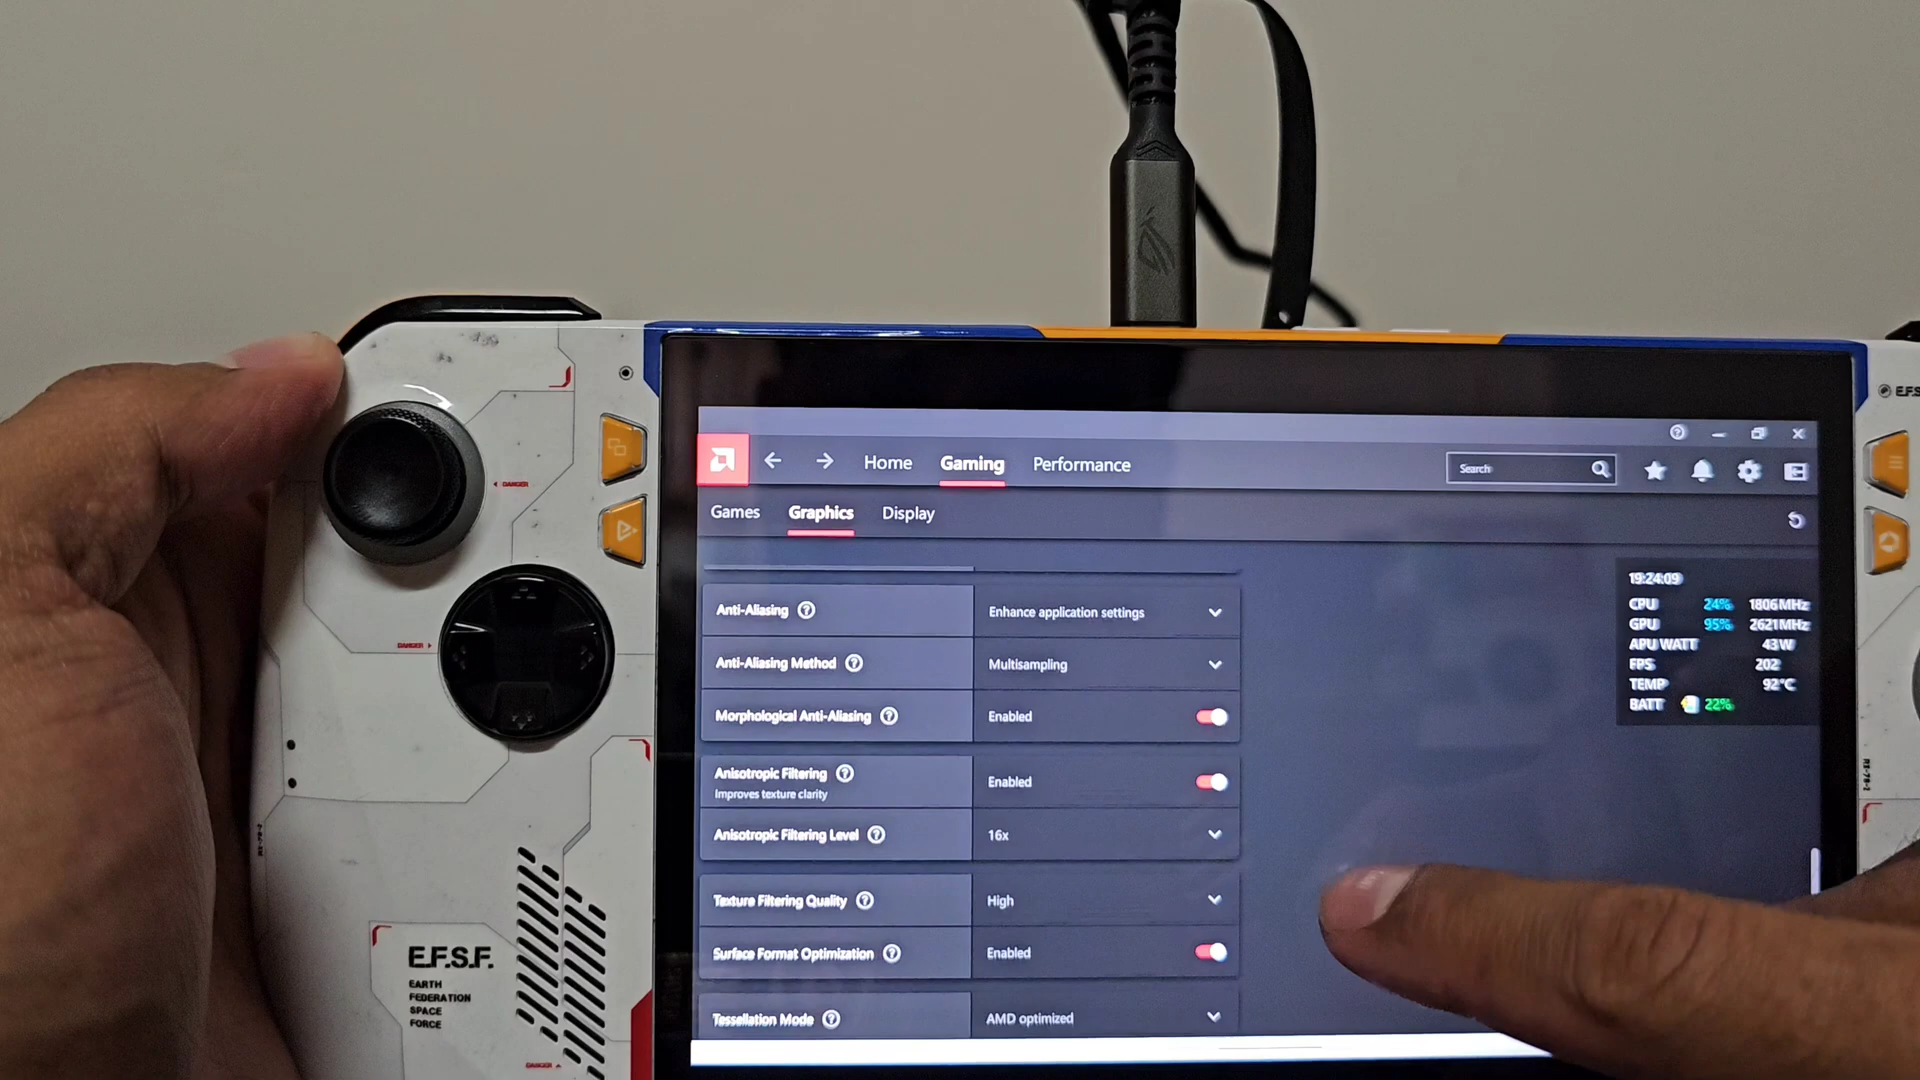 DANGER
DANGER
E.F.S.F.
EARTH
FEDERATION
SPACE
FORCE
DANGER
Home
Gaming
Performance
Search
Games
Graphics
Display
Anti-Aliasing
Enhance application settings
Anti-Aliasing Method
Multisampling
Morphological Anti-Aliasing
Enabled
Anisotropic Filtering
Improves texture clarity
Enabled
Anisotropic Filtering Level
16x
Texture Filtering Quality
High
Surface Format Optimization
Enabled
Tessellation Mode
AMD optimized
19:24:09
CPU 24% 1806MHz
GPU 95% 2621MHz
APU WATT 43W
FPS 202
TEMP 92°C
BATT 22%
E.F.S